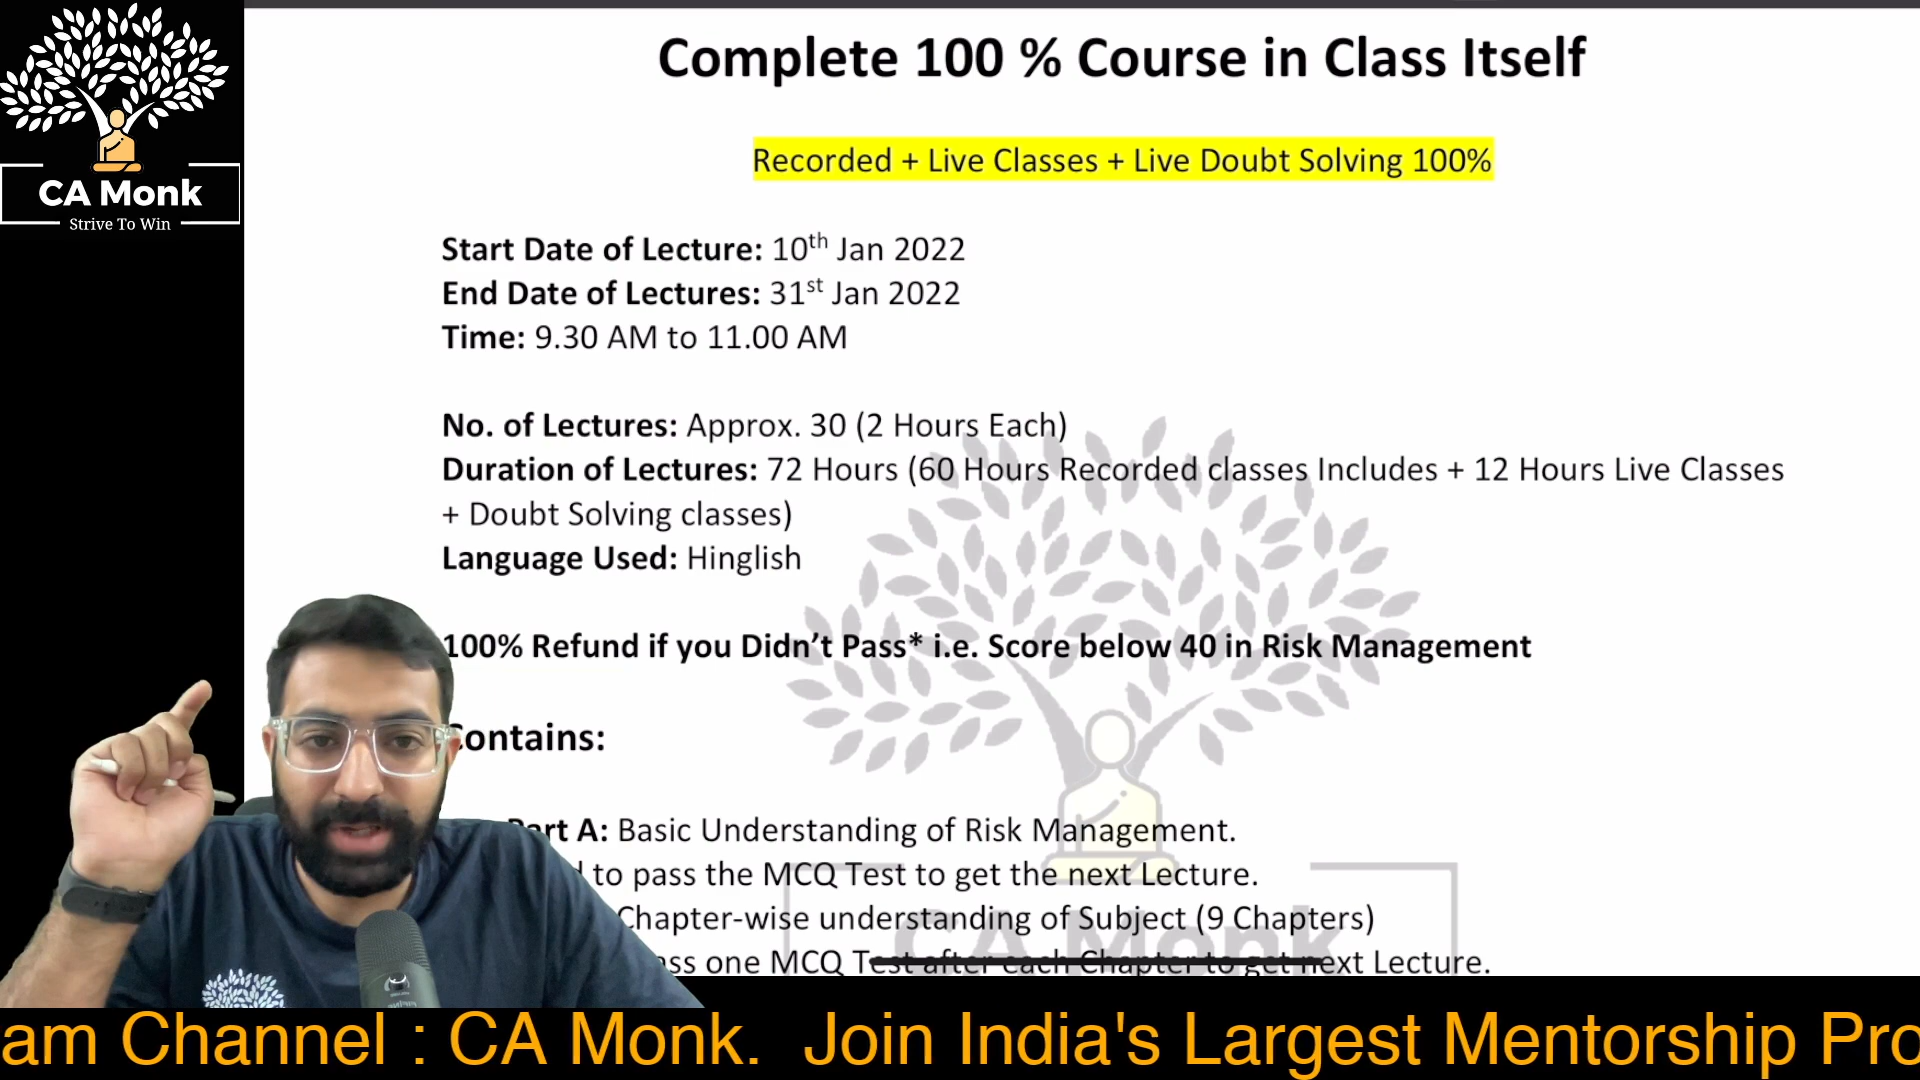 CA Monk
Strive To Win
Complete 100 % Course in Class Itself
Recorded + Live Classes + Live Doubt Solving 100%
Start Date of Lecture: 10th Jan 2022
End Date of Lectures: 31st Jan 2022
Time: 9.30 AM to 11.00 AM
No. of Lectures: Approx. 30 (2 Hours Each)
Duration of Lectures: 72 Hours (60 Hours Recorded classes Includes + 12 Hours Live Classes
+ Doubt Solving classes)
Language Used: Hinglish
100% Refund if you Didn’t Pass* i.e. Score below 40 in Risk Management
Contains:
Part A: Basic Understanding of Risk Management.
to pass the MCQ Test to get the next Lecture.
Chapter-wise understanding of Subject (9 Chapters)
ss one MCQ Test after each Chapter to get next Lecture.
CA Monk
am Channel : CA Monk. Join India's Largest Mentorship Pro